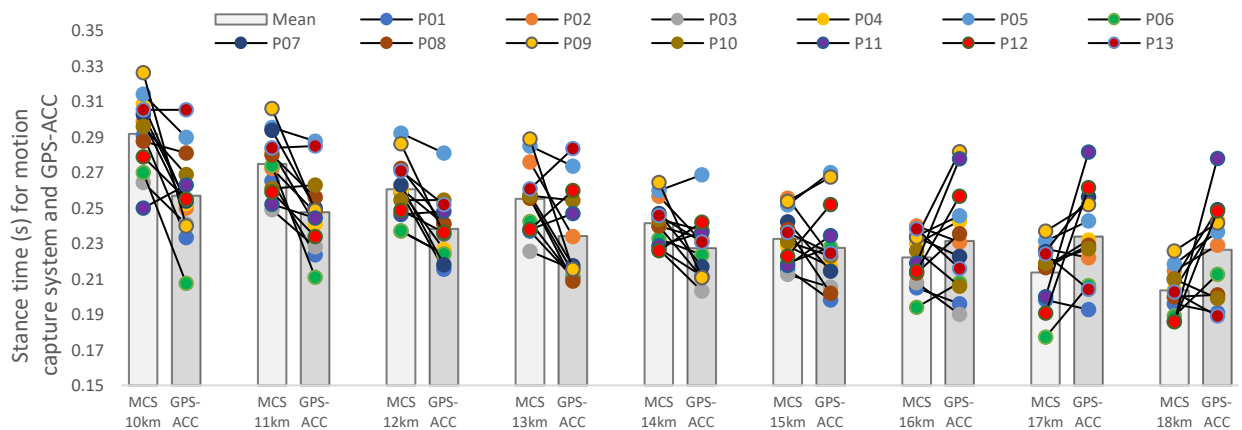 Mean P01 P02 P03 P04 P05 P06
P07 P08 P09 P10 P11 P12 P13
Stance time (s) for motion
capture system and GPS-ACC
0.35
0.33
0.31
0.29
0.27
0.25
0.23
0.21
0.19
0.17
0.15
MCS GPS- MCS GPS- MCS GPS- MCS GPS- MCS GPS- MCS GPS- MCS GPS- MCS GPS- MCS GPS-
10km ACC 11km ACC 12km ACC 13km ACC 14km ACC 15km ACC 16km ACC 17km ACC 18km ACC